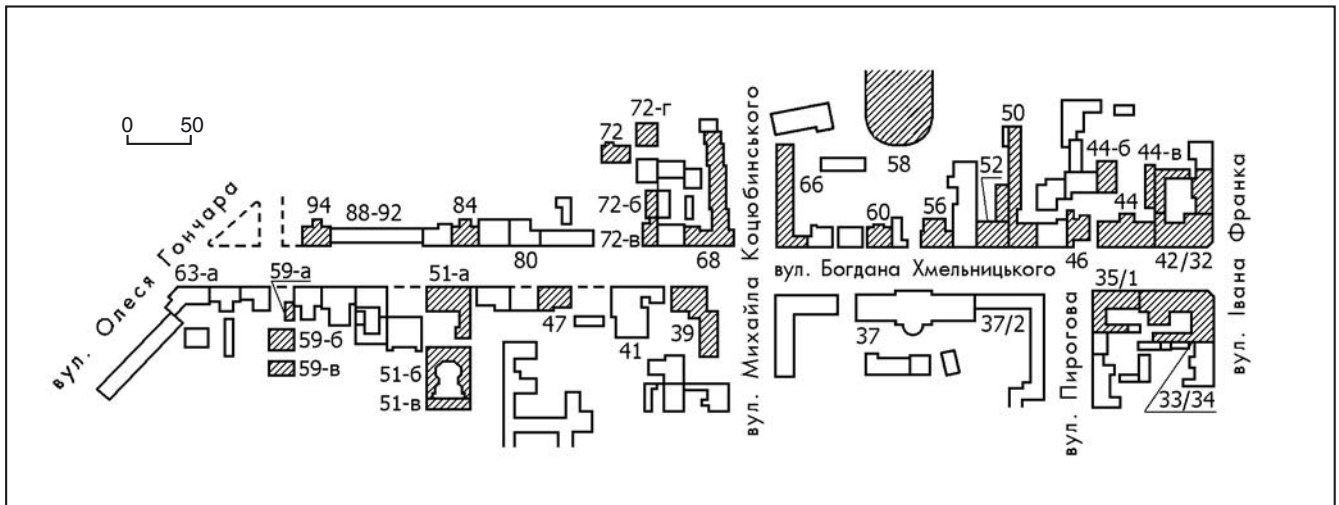 0 50
72-г
72
50
44-б
44-в
52
58
66
94
88-92
84
72-б
60
56
44
72-в
80
68
46
42/32
вул. Богдана Хмельницького
63-а
59-а
51-а
35/1
47
41
39
37
37/2
59-б
59-в
51-б
51-в
33/34
вул. Олеся Гончара
вул. Михайла Коцюбинського
вул. Пирогова
вул. Івана Франка